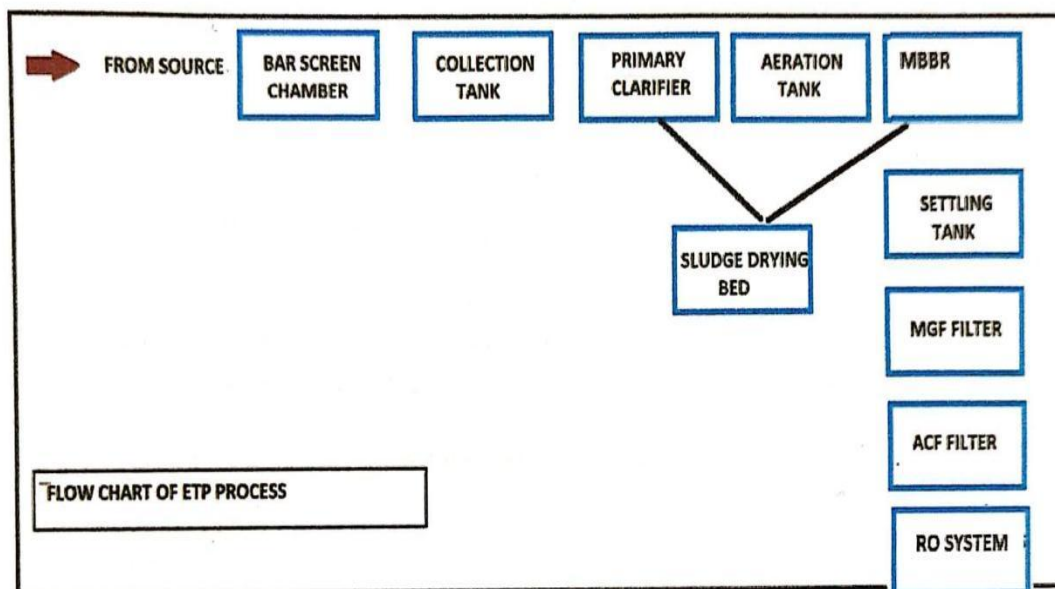 FROM SOURCE
BAR SCREEN
CHAMBER
COLLECTION
TANK
PRIMARY
CLARIFIER
AERATION
TANK
MBBR
SETTLING
TANK
SLUDGE DRYING
BED
MGF FILTER
ACF FILTER
FLOW CHART OF ETP PROCESS
RO SYSTEM